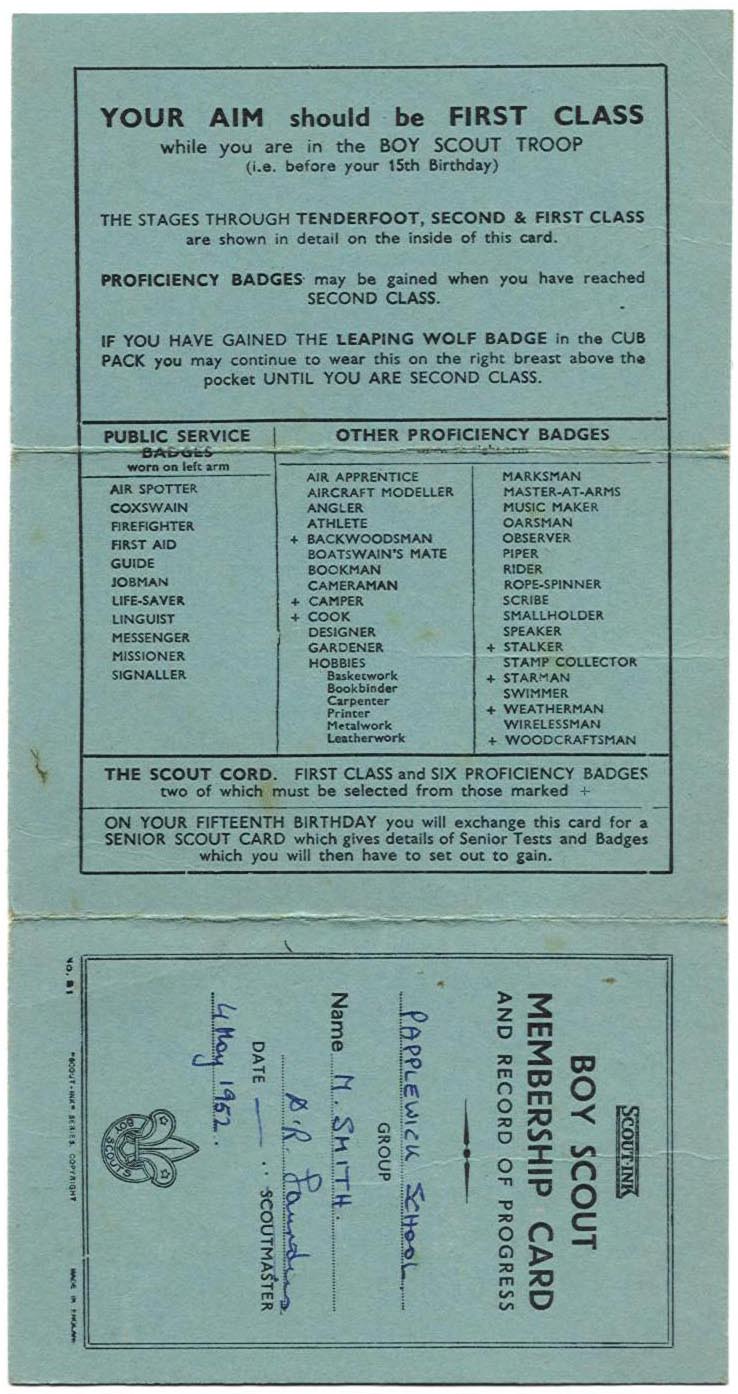 YOUR AIM should be FIRST CLASS
while you are in the BOY SCOUT TROOP
(i.e. before your 15th Birthday)
THE STAGES THROUGH TENDERFOOT, SECOND & FIRST CLASS
are shown in detail on the inside of this card.
PROFICIENCY BADGES may be gained when you have reached
SECOND CLASS.
IF YOU HAVE GAINED THE LEAPING WOLF BADGE in the CUB
PACK you may continue to wear this on the right breast above the
pocket UNTIL YOU ARE SECOND CLASS.
PUBLIC SERVICE
BADGES
worn on left arm
AIR SPOTTER
COXSWAIN
FIREFIGHTER
FIRST AID
GUIDE
JOBMAN
LIFE-SAVER
LINGUIST
MESSENGER
MISSIONER
SIGNALLER
OTHER PROFICIENCY BADGES
worn on right arm
AIR APPRENTICE
AIRCRAFT MODELLER
ANGLER
ATHLETE
+ BACKWOODSMAN
BOATSWAIN'S MATE
BOOKMAN
CAMERAMAN
+ CAMPER
+ COOK
DESIGNER
GARDENER
HOBBIES
Basketwork
Bookbinder
Carpenter
Printer
Metalwork
Leatherwork
MARKSMAN
MASTER-AT-ARMS
MUSIC MAKER
OARSMAN
OBSERVER
PIPER
RIDER
ROPE-SPINNER
SCRIBE
SMALLHOLDER
SPEAKER
+ STALKER
STAMP COLLECTOR
+ STARMAN
SWIMMER
+ WEATHERMAN
WIRELESSMAN
+ WOODCRAFTSMAN
THE SCOUT CORD. FIRST CLASS and SIX PROFICIENCY BADGES
two of which must be selected from those marked +
ON YOUR FIFTEENTH BIRTHDAY you will exchange this card for a
SENIOR SCOUT CARD which gives details of Senior Tests and Badges
which you will then have to set out to gain.
SCOUT-INK
BOY SCOUT
MEMBERSHIP CARD
AND RECORD OF PROGRESS
PAPPLEWICK SCHOOL
GROUP
Name M. SMITH.
D.R.
SCOUTMASTER
DATE
4 May 1952.
BOY SCOUTS
No. 51 "SCOUT-INK" SERIES. COPYRIGHT MADE IN ENGLAND